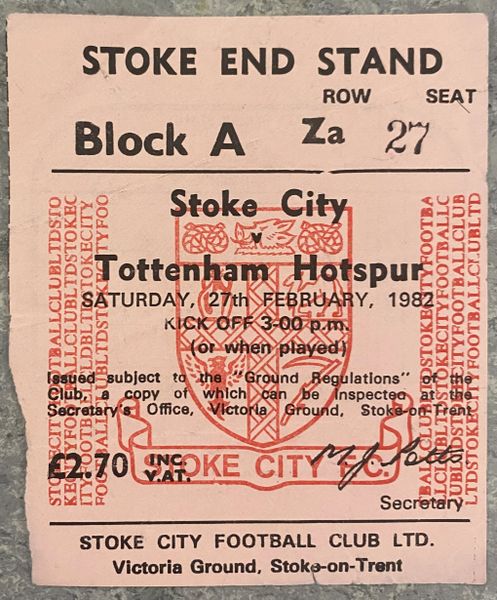 STOKE END STAND
ROW SEAT
Block A Za 27
Stoke City
v
Tottenham Hotspur
SATURDAY, 27th FEBRUARY, 1982
KICK OFF 3-00 p.m.
(or when played)
Issued subject to the "Ground Regulations" of the
Club, a copy of which can be inspected at the
Secretary's Office, Victoria Ground, Stoke-on-Trent
£2.70 INC. V.AT.
STOKE CITY F.C.
Secretary
STOKE CITY FOOTBALL CLUB LTD.
Victoria Ground, Stoke-on-Trent